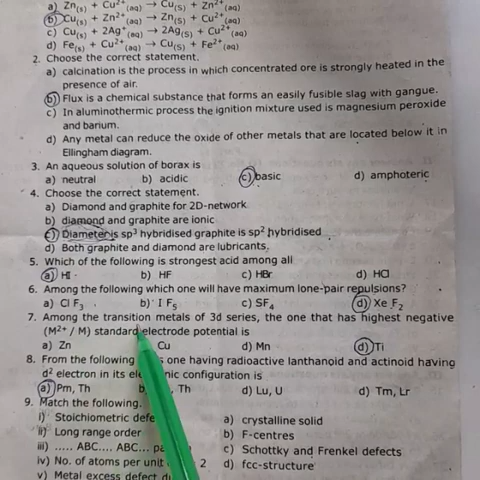 a) Zn(s) + Cu²⁺(aq) → Cu(S) + Zn²⁺(aq)
b) Cu(s) + Zn²⁺(aq) → Zn(S) + Cu²⁺(aq)
c) Cu(s) + 2Ag⁺(aq) → 2Ag(S) + Cu²⁺(aq)
d) Fe(s) + Cu²⁺(aq) → Cu(S) + Fe²⁺(aq)
2. Choose the correct statement.
a) calcination is the process in which concentrated ore is strongly heated in the
presence of air.
b) Flux is a chemical substance that forms an easily fusible slag with gangue.
c) In aluminothermic process the ignition mixture used is magnesium peroxide
and barium.
d) Any metal can reduce the oxide of other metals that are located below it in
Ellingham diagram.
3. An aqueous solution of borax is
a) neutral b) acidic c) basic d) amphoteric
4. Choose the correct statement.
a) Diamond and graphite for 2D-network
b) diamond and graphite are ionic
c) Diameter is sp³ hybridised graphite is sp² hybridised
d) Both graphite and diamond are lubricants.
5. Which of the following is strongest acid among all
a) HI b) HF c) HBr d) HCl
6. Among the following which one will have maximum lone-pair repulsions?
a) Cl F₃ b) I F₅ c) SF₄ d) Xe F₂
7. Among the transition metals of 3d series, the one that has highest negative
(M²⁺ / M) standard electrode potential is
a) Zn Cu d) Mn d) Ti
8. From the following one having radioactive lanthanoid and actinoid having
d² electron in its configuration is
a) Pm, Th b) , Th d) Lu, U d) Tm, Lr
9. Match the following.
i) Stoichiometric a) crystalline solid
ii) Long range order b) F-centres
iii) ..... ABC.... ABC... c) Schottky and Frenkel defects
iv) No. of atoms per unit 2 d) fcc-structure
v) Metal excess defect